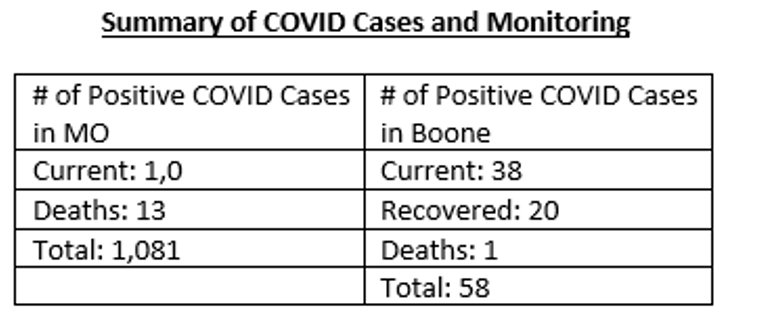 Summary of COVID Cases and Monitoring
# of Positive COVID Cases in MO
# of Positive COVID Cases in Boone
Current: 1,0
Current: 38
Deaths: 13
Recovered: 20
Total: 1,081
Deaths: 1
Total: 58